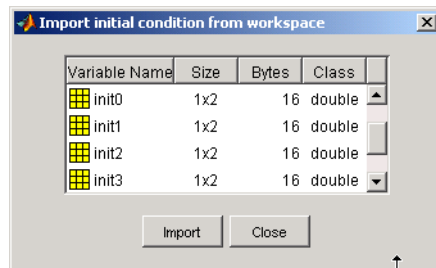 Import initial condition from workspace
Variable Name Size Bytes Class
init0 1x2 16 double
init1 1x2 16 double
init2 1x2 16 double
init3 1x2 16 double
Import Close